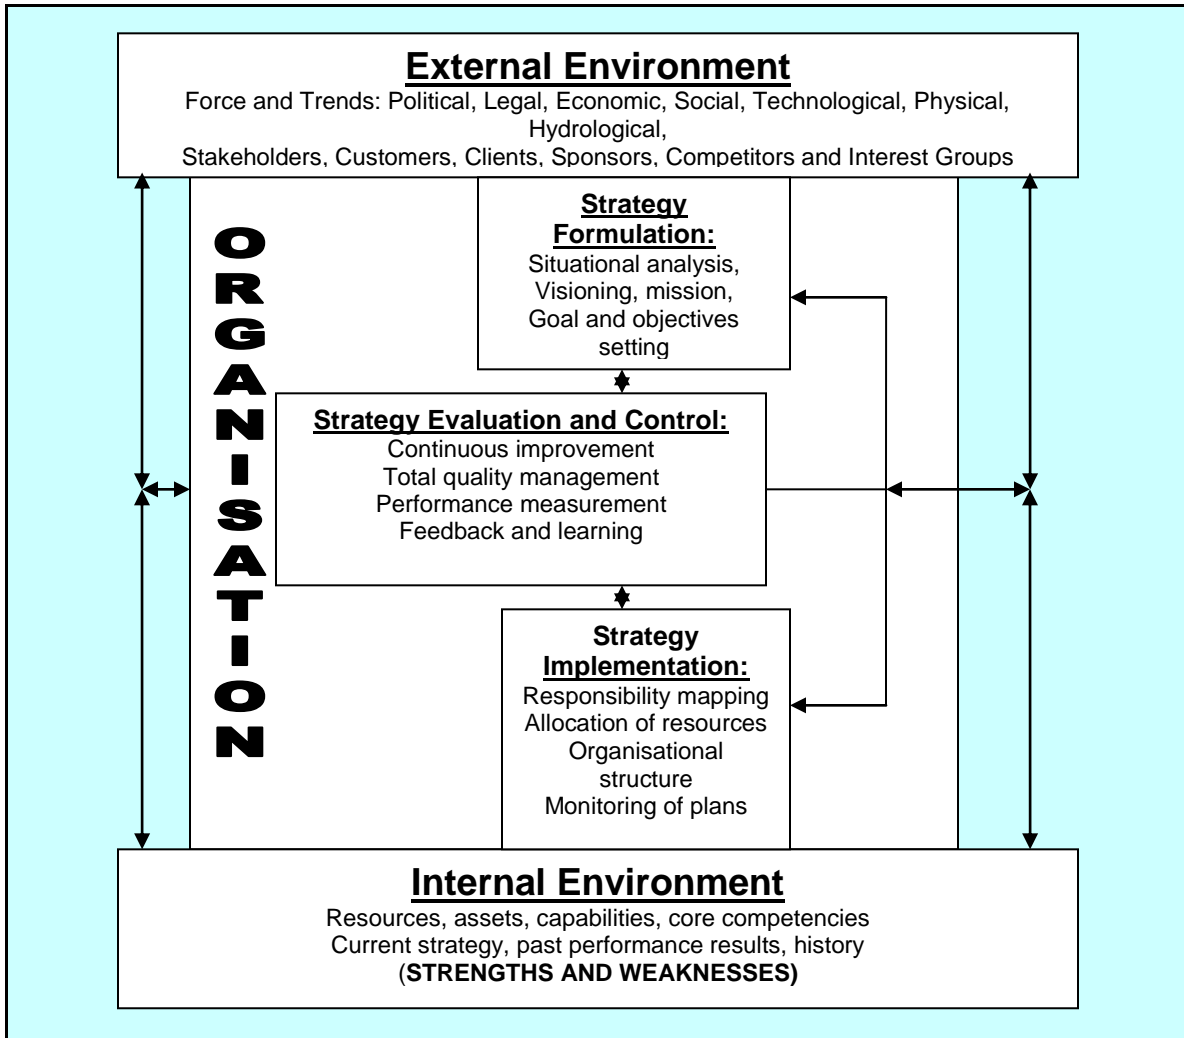 External Environment
Force and Trends: Political, Legal, Economic, Social, Technological, Physical,
Hydrological,
Stakeholders, Customers, Clients, Sponsors, Competitors and Interest Groups
ORGANISATION
Strategy
Formulation:
Situational analysis,
Visioning, mission,
Goal and objectives
setting
Strategy Evaluation and Control:
Continuous improvement
Total quality management
Performance measurement
Feedback and learning
Strategy
Implementation:
Responsibility mapping
Allocation of resources
Organisational
structure
Monitoring of plans
Internal Environment
Resources, assets, capabilities, core competencies
Current strategy, past performance results, history
(STRENGTHS AND WEAKNESSES)